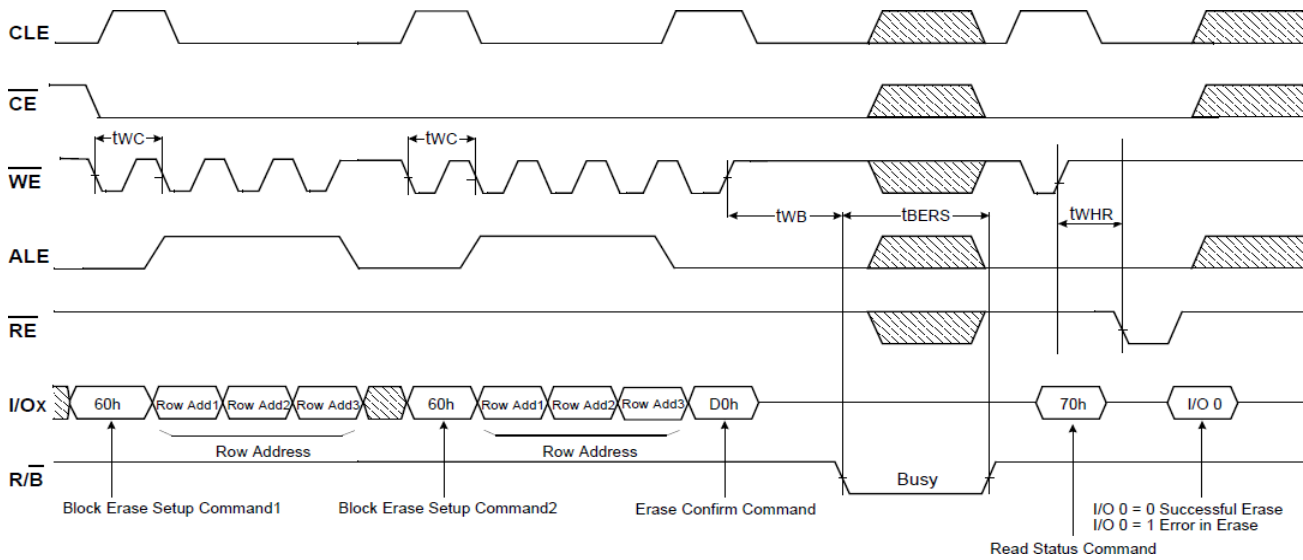 CLE
CE
tWC
tWC
WE
tWB
tBERS
tWHR
ALE
RE
I/Ox
60h
Row Add1
Row Add2
Row Add3
60h
Row Add1
Row Add2
Row Add3
D0h
70h
I/O 0
Row Address
Row Address
R/B
Busy
Block Erase Setup Command1
Block Erase Setup Command2
Erase Confirm Command
I/O 0 = 0 Successful Erase
I/O 0 = 1 Error in Erase
Read Status Command